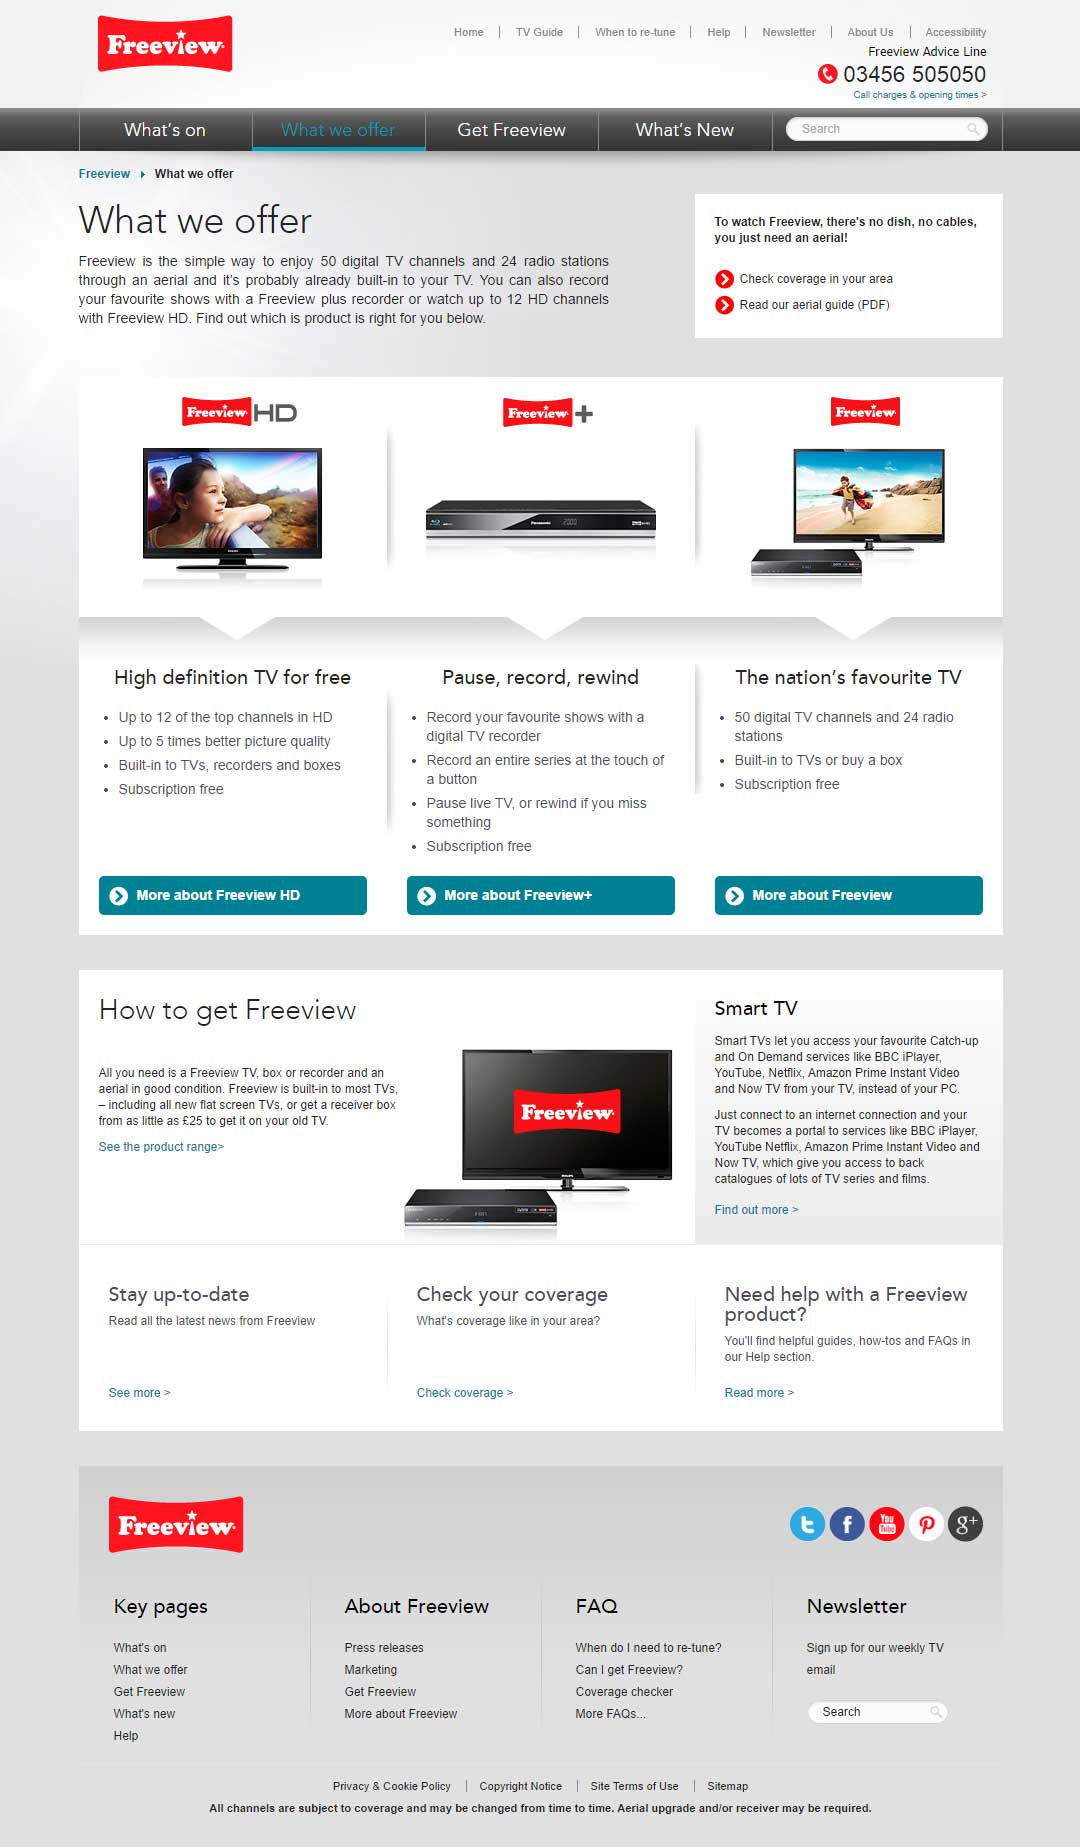 Freeview
Home
TV Guide
When to re-tune
Help
Newsletter
About Us
Accessibility
Freeview Advice Line
03456 505050
Call charges & opening times >
What's on
What we offer
Get Freeview
What's New
Search
Freeview
What we offer
What we offer
Freeview is the simple way to enjoy 50 digital TV channels and 24 radio stations
through an aerial and it's probably already built-in to your TV. You can also record
your favourite shows with a Freeview plus recorder or watch up to 12 HD channels
with Freeview HD. Find out which is product is right for you below.
To watch Freeview, there's no dish, no cables,
you just need an aerial!
Check coverage in your area
Read our aerial guide (PDF)
Freeview HD
Freeview +
Freeview
Panasonic
High definition TV for free
• Up to 12 of the top channels in HD
• Up to 5 times better picture quality
• Built-in to TVs, recorders and boxes
• Subscription free
More about Freeview HD
Pause, record, rewind
• Record your favourite shows with a
digital TV recorder
• Record an entire series at the touch of
a button
• Pause live TV, or rewind if you miss
something
• Subscription free
More about Freeview+
The nation's favourite TV
• 50 digital TV channels and 24 radio
stations
• Built-in to TVs or buy a box
• Subscription free
More about Freeview
How to get Freeview
All you need is a Freeview TV, box or recorder and an
aerial in good condition. Freeview is built-in to most TVs,
– including all new flat screen TVs, or get a receiver box
from as little as £25 to get it on your old TV.
See the product range>
Freeview
Smart TV
Smart TVs let you access your favourite Catch-up
and On Demand services like BBC iPlayer,
YouTube, Netflix, Amazon Prime Instant Video
and Now TV from your TV, instead of your PC.
Just connect to an internet connection and your
TV becomes a portal to services like BBC iPlayer,
YouTube Netflix, Amazon Prime Instant Video and
Now TV, which give you access to back
catalogues of lots of TV series and films.
Find out more >
Stay up-to-date
Read all the latest news from Freeview
See more >
Check your coverage
What's coverage like in your area?
Check coverage >
Need help with a Freeview
product?
You'll find helpful guides, how-tos and FAQs in
our Help section.
Read more >
Freeview
You
Tube
g+
Key pages
What's on
What we offer
Get Freeview
What's new
Help
About Freeview
Press releases
Marketing
Get Freeview
More about Freeview
FAQ
When do I need to re-tune?
Can I get Freeview?
Coverage checker
More FAQs...
Newsletter
Sign up for our weekly TV
email
Search
Privacy & Cookie Policy
Copyright Notice
Site Terms of Use
Sitemap
All channels are subject to coverage and may be changed from time to time. Aerial upgrade and/or receiver may be required.